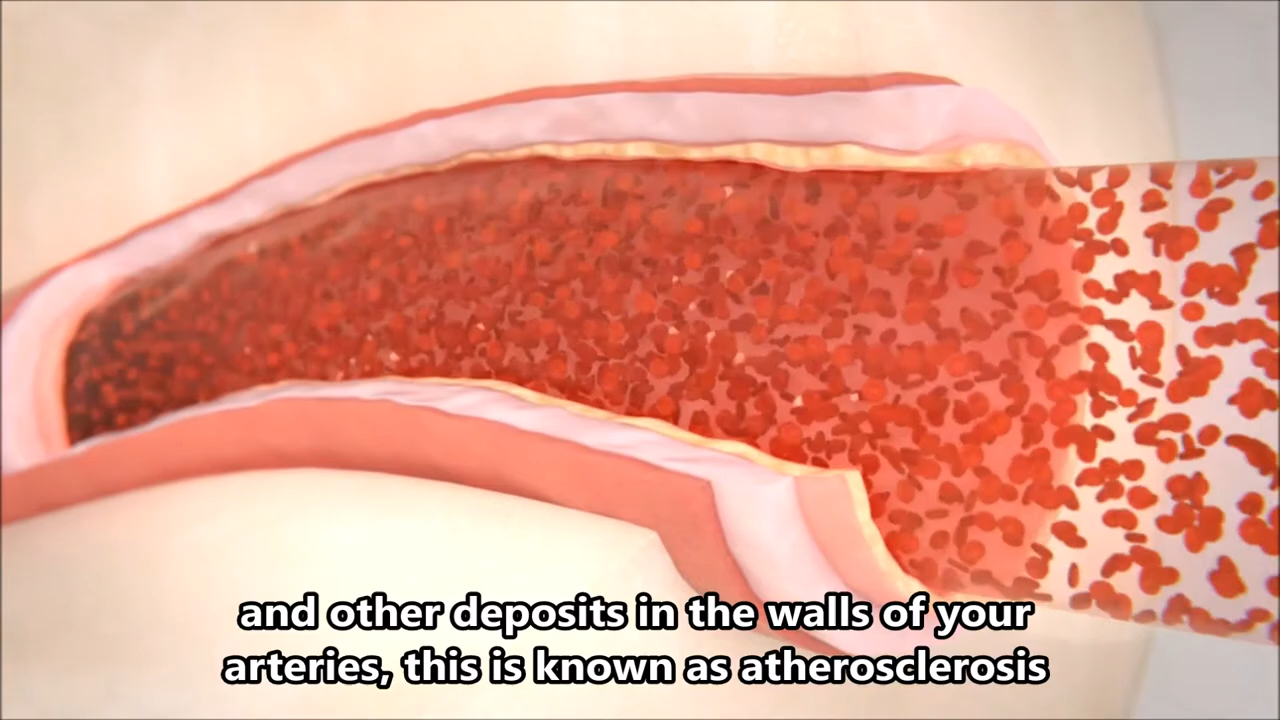 and other deposits in the walls of your
arteries, this is known as atherosclerosis